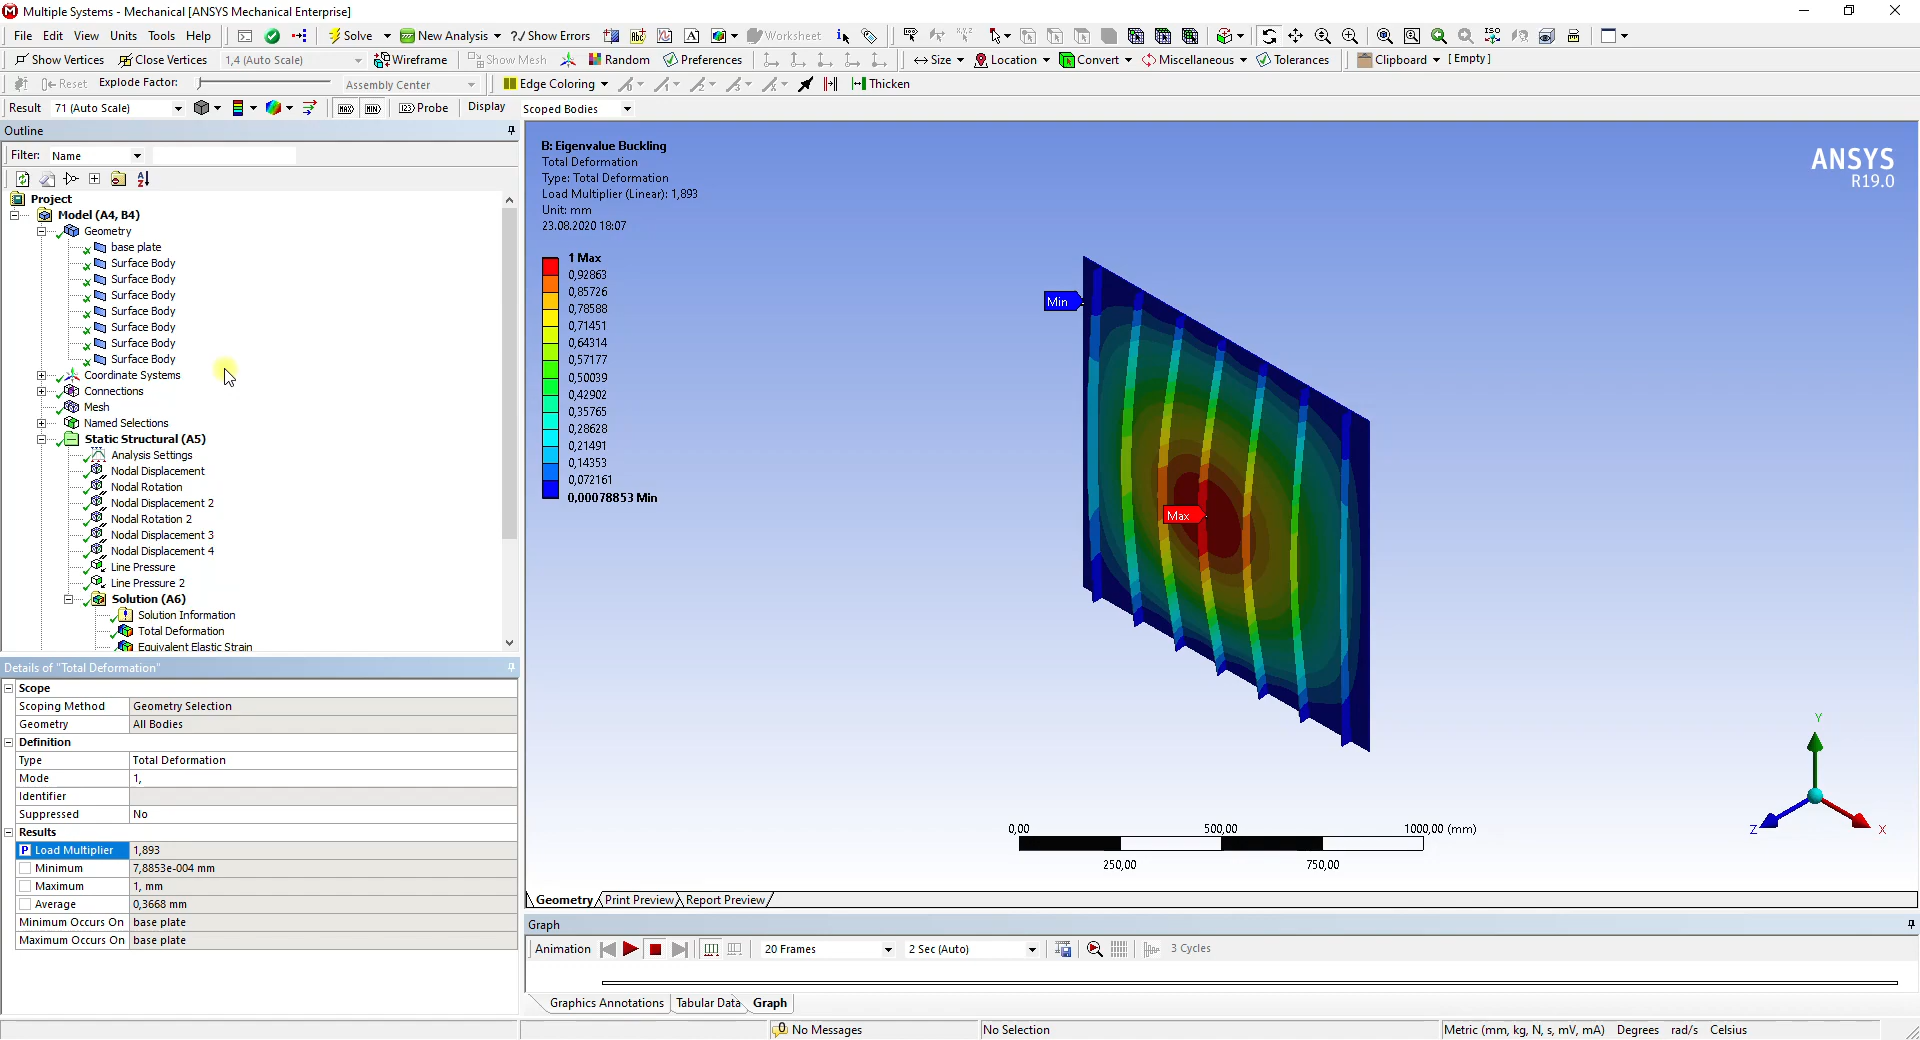 Multiple Systems - Mechanical [ANSYS Mechanical Enterprise]
File Edit View Units Tools Help Solve New Analysis ?/Show Errors Worksheet
Show Vertices Close Vertices 1,4 (Auto Scale) Wireframe Show Mesh Random Preferences Size Location Convert Miscellaneous Tolerances Clipboard [ Empty ]
Reset Explode Factor: Assembly Center Edge Coloring Thicken
Result 71 (Auto Scale) MAX MIN Probe Display Scoped Bodies
Outline
Filter: Name
Project
Model (A4, B4)
Geometry
base plate
Surface Body
Surface Body
Surface Body
Surface Body
Surface Body
Surface Body
Surface Body
Coordinate Systems
Connections
Mesh
Named Selections
Static Structural (A5)
Analysis Settings
Nodal Displacement
Nodal Rotation
Nodal Displacement 2
Nodal Rotation 2
Nodal Displacement 3
Nodal Displacement 4
Line Pressure
Line Pressure 2
Solution (A6)
Solution Information
Total Deformation
Equivalent Elastic Strain
Details of "Total Deformation"
Scope
Scoping Method Geometry Selection
Geometry All Bodies
Definition
Type Total Deformation
Mode 1,
Identifier
Suppressed No
Results
P Load Multiplier 1,893
Minimum 7,8853e-004 mm
Maximum 1, mm
Average 0,3668 mm
Minimum Occurs On base plate
Maximum Occurs On base plate
B: Eigenvalue Buckling
Total Deformation
Type: Total Deformation
Load Multiplier (Linear): 1,893
Unit: mm
23.08.2020 18:07
1 Max
0,92863
0,85726
0,78588
0,71451
0,64314
0,57177
0,50039
0,42902
0,35765
0,28628
0,21491
0,14353
0,072161
0,00078853 Min
ANSYS
R19.0
Min
Max
Y
Z
X
0,00 500,00 1000,00 (mm)
250,00 750,00
Geometry Print Preview Report Preview
Graph
Animation 20 Frames 2 Sec (Auto) 3 Cycles
Graphics Annotations Tabular Data Graph
0 No Messages No Selection Metric (mm, kg, N, s, mV, mA) Degrees rad/s Celsius